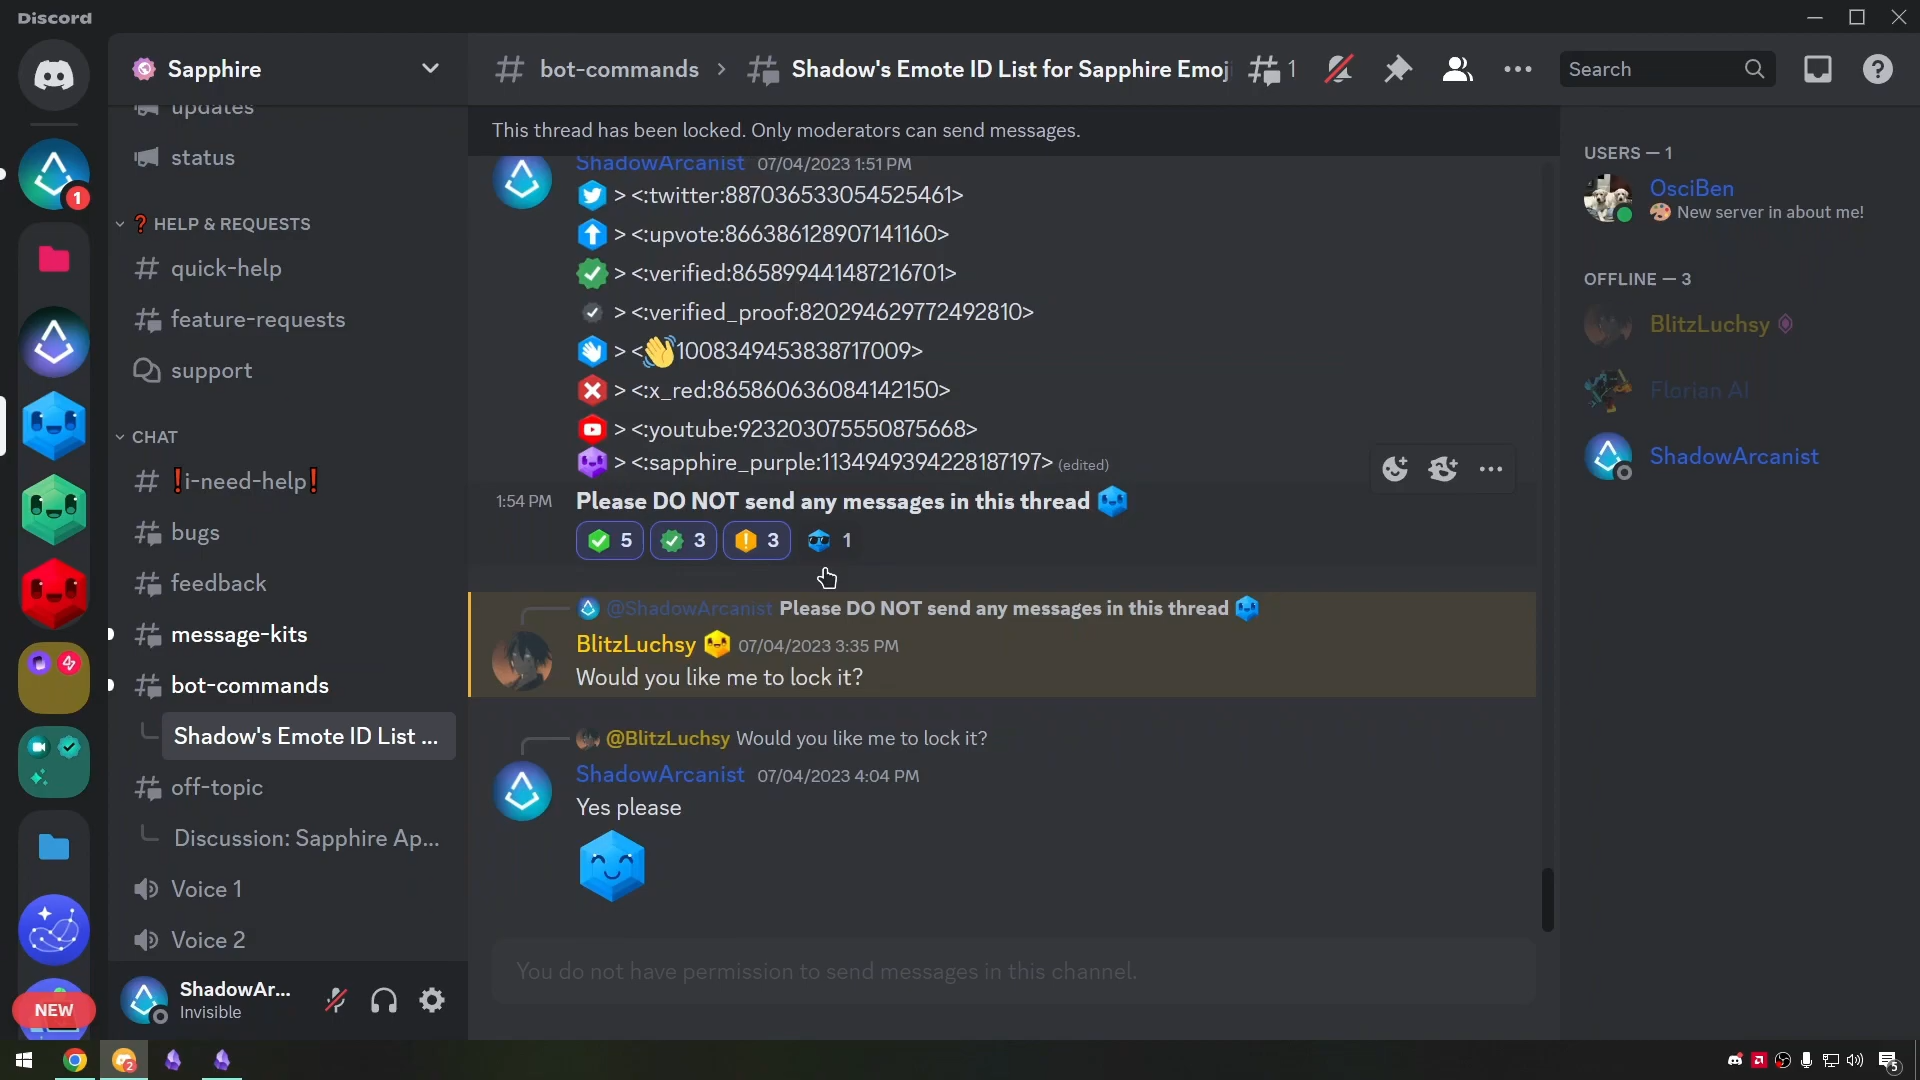 Discord
Sapphire
updates
status
❓ HELP & REQUESTS
quick-help
feature-requests
support
CHAT
❗i-need-help❗
bugs
feedback
message-kits
bot-commands
Shadow's Emote ID List ...
off-topic
Discussion: Sapphire Ap...
Voice 1
Voice 2
1
NEW
ShadowAr...
Invisible
bot-commands > Shadow's Emote ID List for Sapphire Emoj
1
Search
This thread has been locked. Only moderators can send messages.
ShadowArcanist 07/04/2023 1:51 PM
> <:twitter:887036533054525461>
> <:upvote:866386128907141160>
> <:verified:865899441487216701>
> <:verified_proof:820294629772492810>
> <👋1008349453838717009>
> <:x_red:865860636084142150>
> <:youtube:923203075550875668>
> <:sapphire_purple:1134949394228187197> (edited)
1:54 PM Please DO NOT send any messages in this thread
5 3 3 1
@ShadowArcanist Please DO NOT send any messages in this thread
BlitzLuchsy 07/04/2023 3:35 PM
Would you like me to lock it?
@BlitzLuchsy Would you like me to lock it?
ShadowArcanist 07/04/2023 4:04 PM
Yes please
You do not have permission to send messages in this channel.
USERS — 1
OsciBen
🎨 New server in about me!
OFFLINE — 3
BlitzLuchsy
Florian AI
ShadowArcanist
2
5